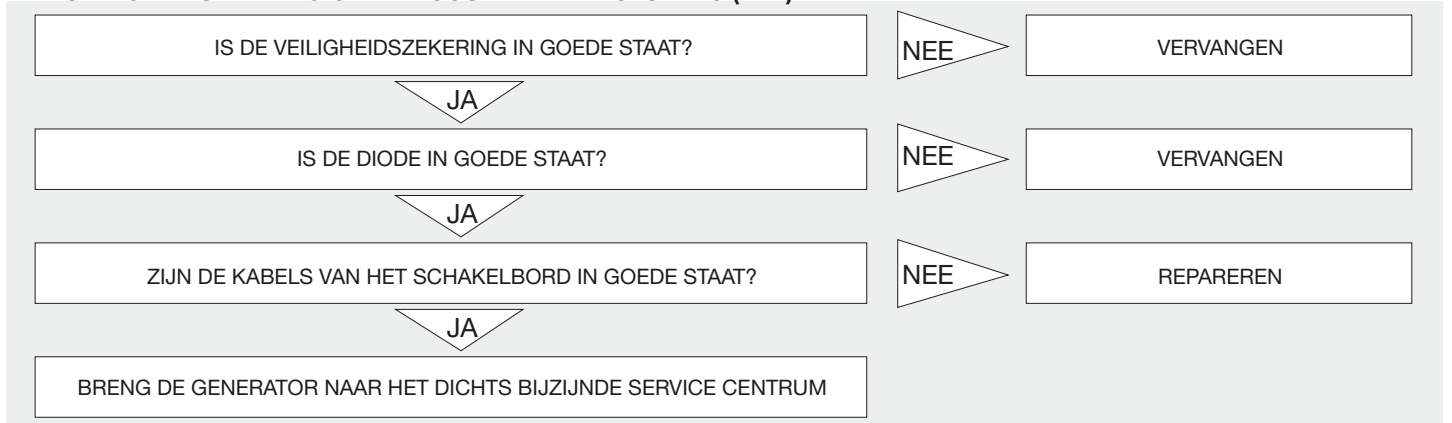 IS DE VEILIGHEIDSZEKERING IN GOEDE STAAT? NEE VERVANGEN
JA
IS DE DIODE IN GOEDE STAAT? NEE VERVANGEN
JA
ZIJN DE KABELS VAN HET SCHAKELBORD IN GOEDE STAAT? NEE REPAREREN
JA
BRENG DE GENERATOR NAAR HET DICHTS BIJZIJNDE SERVICE CENTRUM